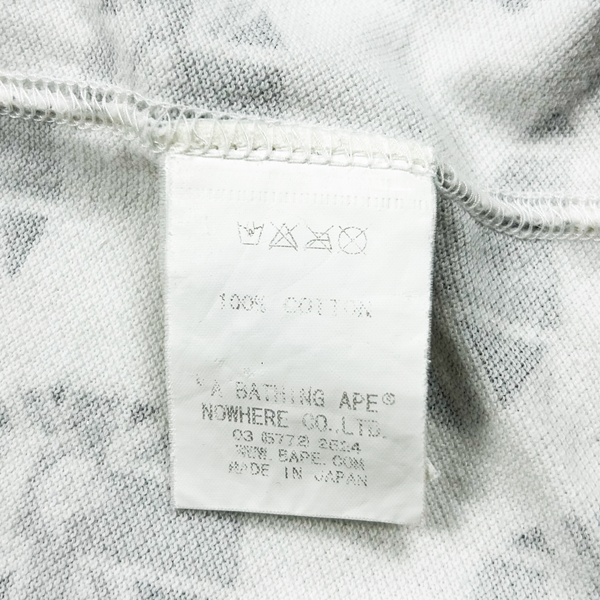 100% COTTON
"A BATHING APE®
NOWHERE CO.,LTD.
03 (5772) 2524
WWW.BAPE.COM
MADE IN JAPAN